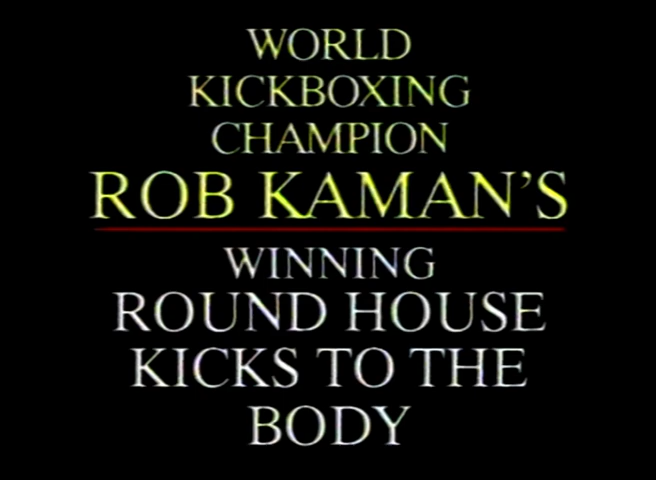 WORLD
KICKBOXING
CHAMPION
ROB KAMAN'S
WINNING
ROUND HOUSE
KICKS TO THE
BODY